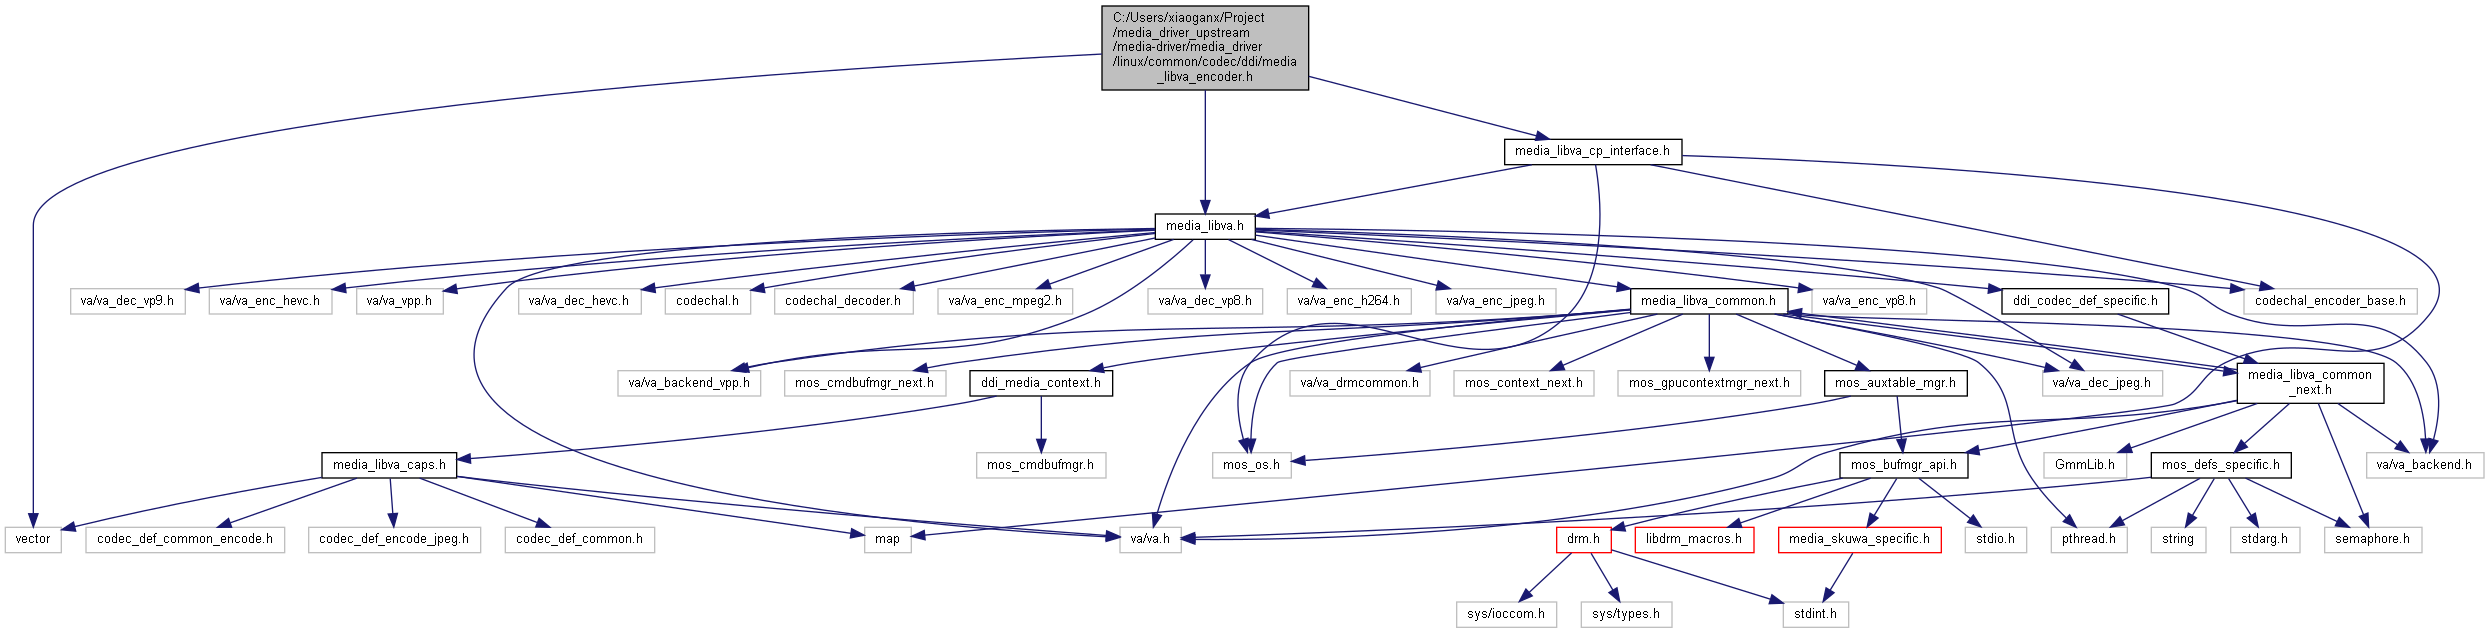 C:/Users/xiaoganx/Project
/media_driver_upstream
/media-driver/media_driver
/linux/common/codec/ddi/media
_libva_encoder.h
media_libva_cp_interface.h
media_libva.h
va/va_dec_vp9.h
va/va_enc_hevc.h
va/va_vpp.h
va/va_dec_hevc.h
codechal.h
codechal_decoder.h
va/va_enc_mpeg2.h
va/va_dec_vp8.h
va/va_enc_h264.h
va/va_enc_jpeg.h
media_libva_common.h
va/va_enc_vp8.h
ddi_codec_def_specific.h
codechal_encoder_base.h
va/va_backend_vpp.h
mos_cmdbufmgr_next.h
ddi_media_context.h
va/va_drmcommon.h
mos_context_next.h
mos_gpucontextmgr_next.h
mos_auxtable_mgr.h
va/va_dec_jpeg.h
media_libva_common
_next.h
media_libva_caps.h
mos_cmdbufmgr.h
mos_os.h
mos_bufmgr_api.h
GmmLib.h
mos_defs_specific.h
va/va_backend.h
vector
codec_def_common_encode.h
codec_def_encode_jpeg.h
codec_def_common.h
map
va/va.h
drm.h
libdrm_macros.h
media_skuwa_specific.h
stdio.h
pthread.h
string
stdarg.h
semaphore.h
sys/ioccom.h
sys/types.h
stdint.h